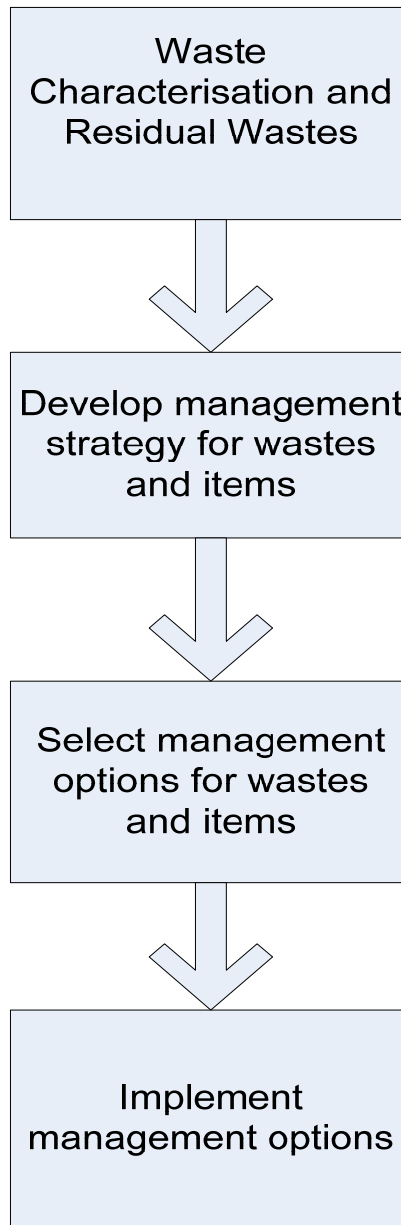 Waste
Characterisation and
Residual Wastes
Develop management
strategy for wastes
and items
Select management
options for wastes
and items
Implement
management options